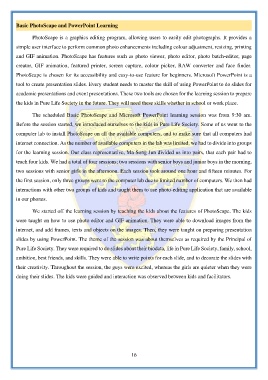 Basic PhotoScape and PowerPoint Learning
PhotoScape is a graphics editing program, allowing users to easily edit photographs. It provides a
simple user interface to perform common photo enhancements including colour adjustment, resizing, printing
and GIF animation. PhotoScape has features such as photo viewer, photo editor, photo batch-editor, page
creator, GIF animation, featured printer, screen capture, colour picker, RAW converter and face finder.
PhotoScape is chosen for its accessibility and easy-to-use feature for beginners. Microsoft PowerPoint is a
tool to create presentation slides. Every student needs to master the skill of using PowerPoint to do slides for
academic presentations and event presentations. These two tools are chosen for the learning session to prepare
the kids in Pure Life Society in the future. They will need these skills whether in school or work place.
The scheduled Basic PhotoScape and Microsoft PowerPoint learning session was from 9:30 am.
Before the session started, we introduced ourselves to the kids in Pure Life Society. Some of us went to the
computer lab to install PhotoScape on all the available computers, and to make sure that all computers had
internet connection. As the number of available computers in the lab was limited, we had to divide into groups
for the learning session. Our class representative, Ma Seng Jun divided us into pairs, that each pair had to
teach four kids. We had a total of four sessions: two sessions with senior boys and junior boys in the morning,
two sessions with senior girls in the afternoon. Each session took around one hour and fifteen minutes. For
the first session, only three groups were in the computer lab due to limited number of computers. We then had
interactions with other two groups of kids and taught them to use photo editing application that are available
in our phones.
We started off the learning session by teaching the kids about the features of PhotoScape. The kids
were taught on how to use photo editor and GIF animation. They were able to download images from the
internet, and add frames, texts and objects on the images. Then, they were taught on preparing presentation
slides by using PowerPoint. The theme of the session was about themselves as required by the Principal of
Pure Life Society. They were required to do slides about their biodata, life in Pure Life Society, family, school,
ambition, best friends, and skills. They were able to write points for each slide, and to decorate the slides with
their creativity. Throughout the session, the guys were excited, whereas the girls are quieter when they were
doing their slides. The kids were guided and interaction was observed between kids and facilitators.
16